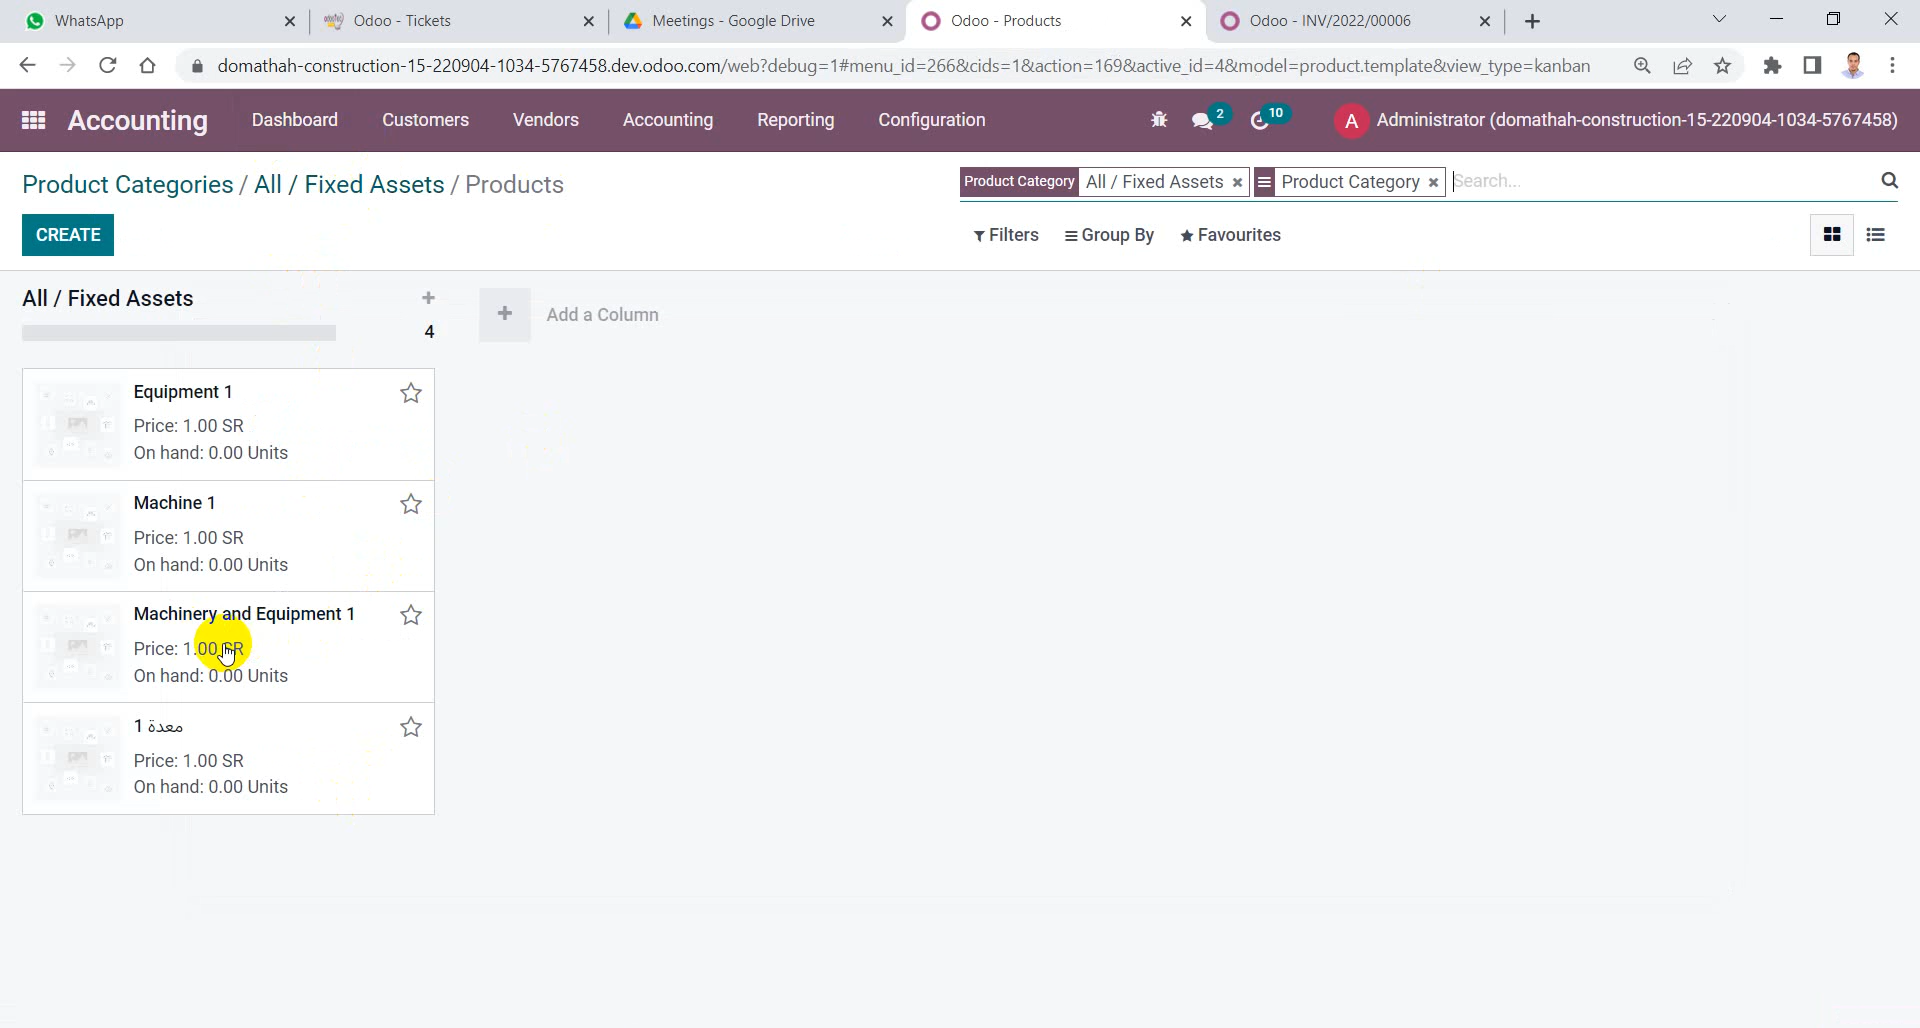 WhatsApp
Odoo - Tickets
Meetings - Google Drive
Odoo - Products
Odoo - INV/2022/00006
domathah-construction-15-220904-1034-5767458.dev.odoo.com/web?debug=1#menu_id=266&cids=1&action=169&active_id=4&model=product.template&view_type=kanban
Accounting
Dashboard
Customers
Vendors
Accounting
Reporting
Configuration
2
10
A
Administrator (domathah-construction-15-220904-1034-5767458)
Product Categories / All / Fixed Assets / Products
Product Category All / Fixed Assets
Product Category
Search...
CREATE
Filters
Group By
Favourites
All / Fixed Assets
4
Add a Column
Equipment 1
Price: 1.00 SR
On hand: 0.00 Units
Machine 1
Price: 1.00 SR
On hand: 0.00 Units
Machinery and Equipment 1
Price: 1.00 SR
On hand: 0.00 Units
معدة 1
Price: 1.00 SR
On hand: 0.00 Units